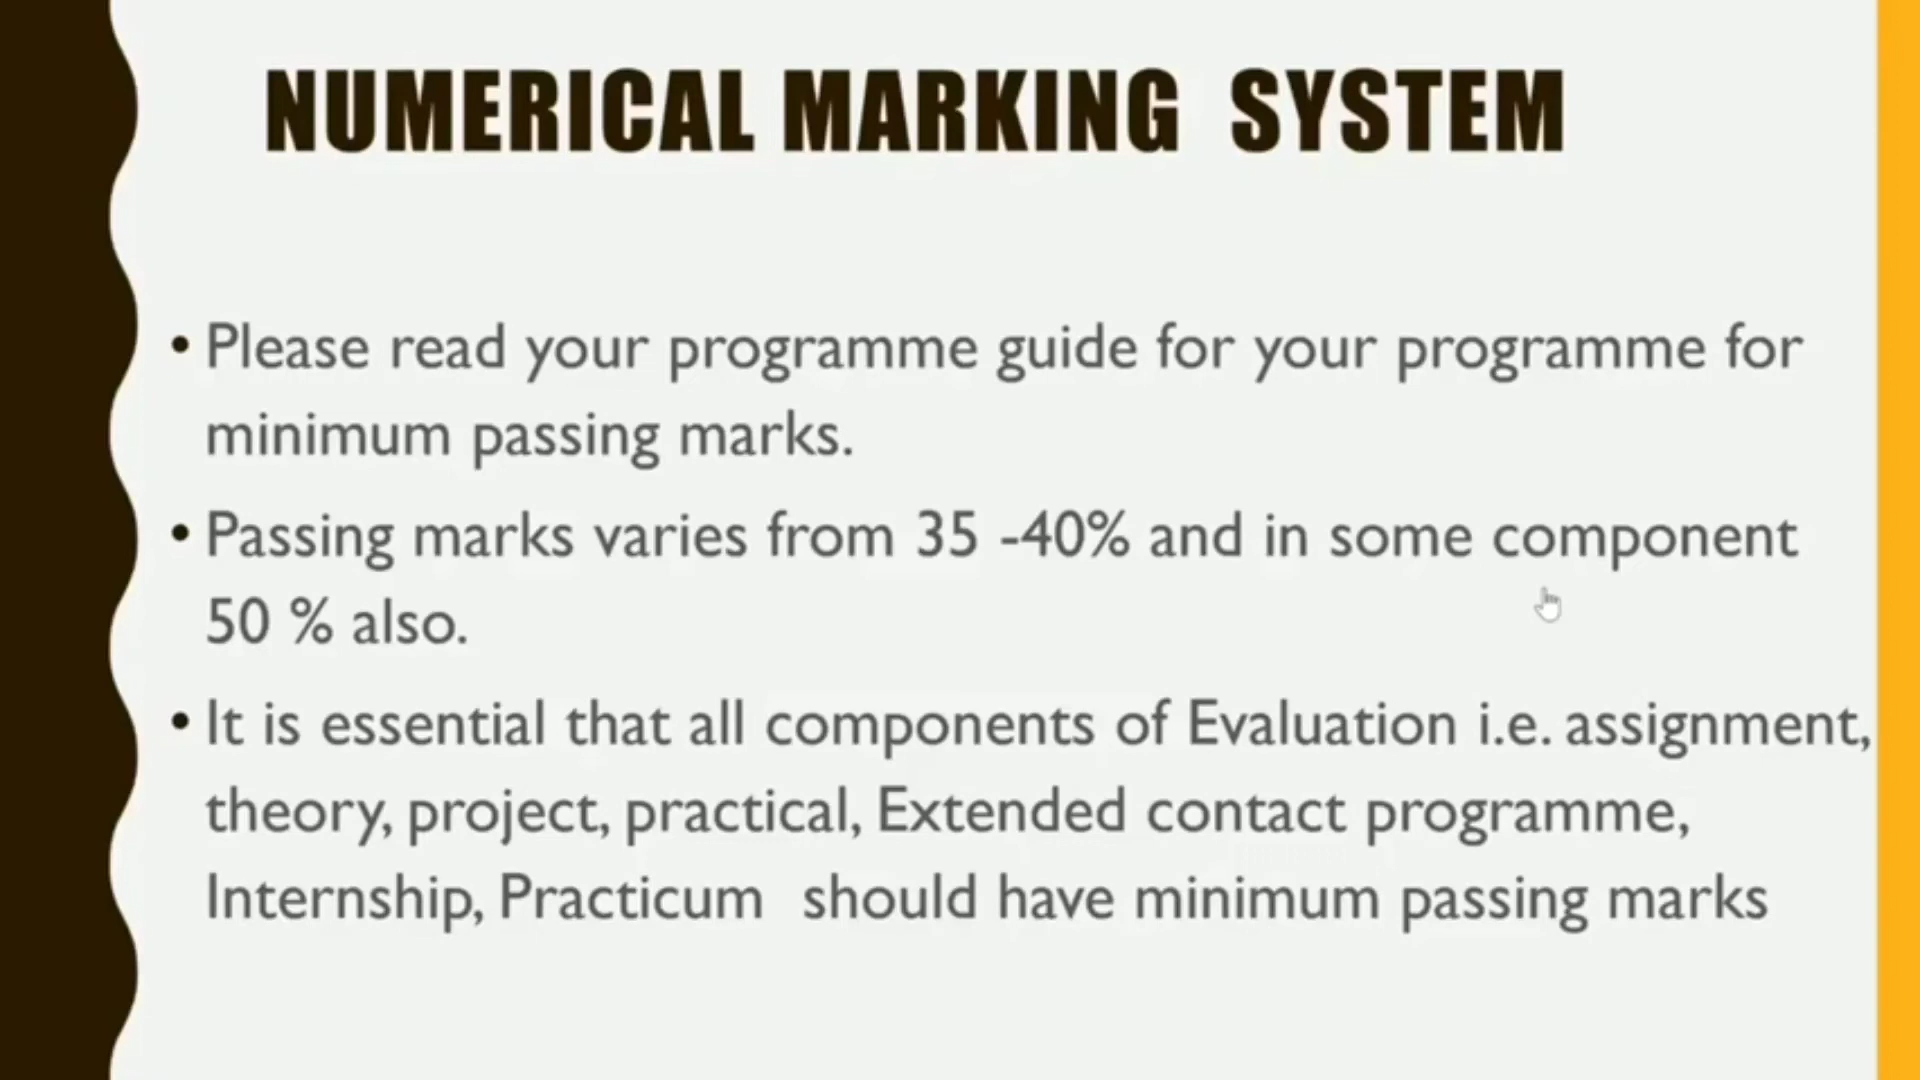 NUMERICAL MARKING SYSTEM
• Please read your programme guide for your programme for
minimum passing marks.
• Passing marks varies from 35 -40% and in some component
50 % also.
• It is essential that all components of Evaluation i.e. assignment,
theory, project, practical, Extended contact programme,
Internship, Practicum should have minimum passing marks